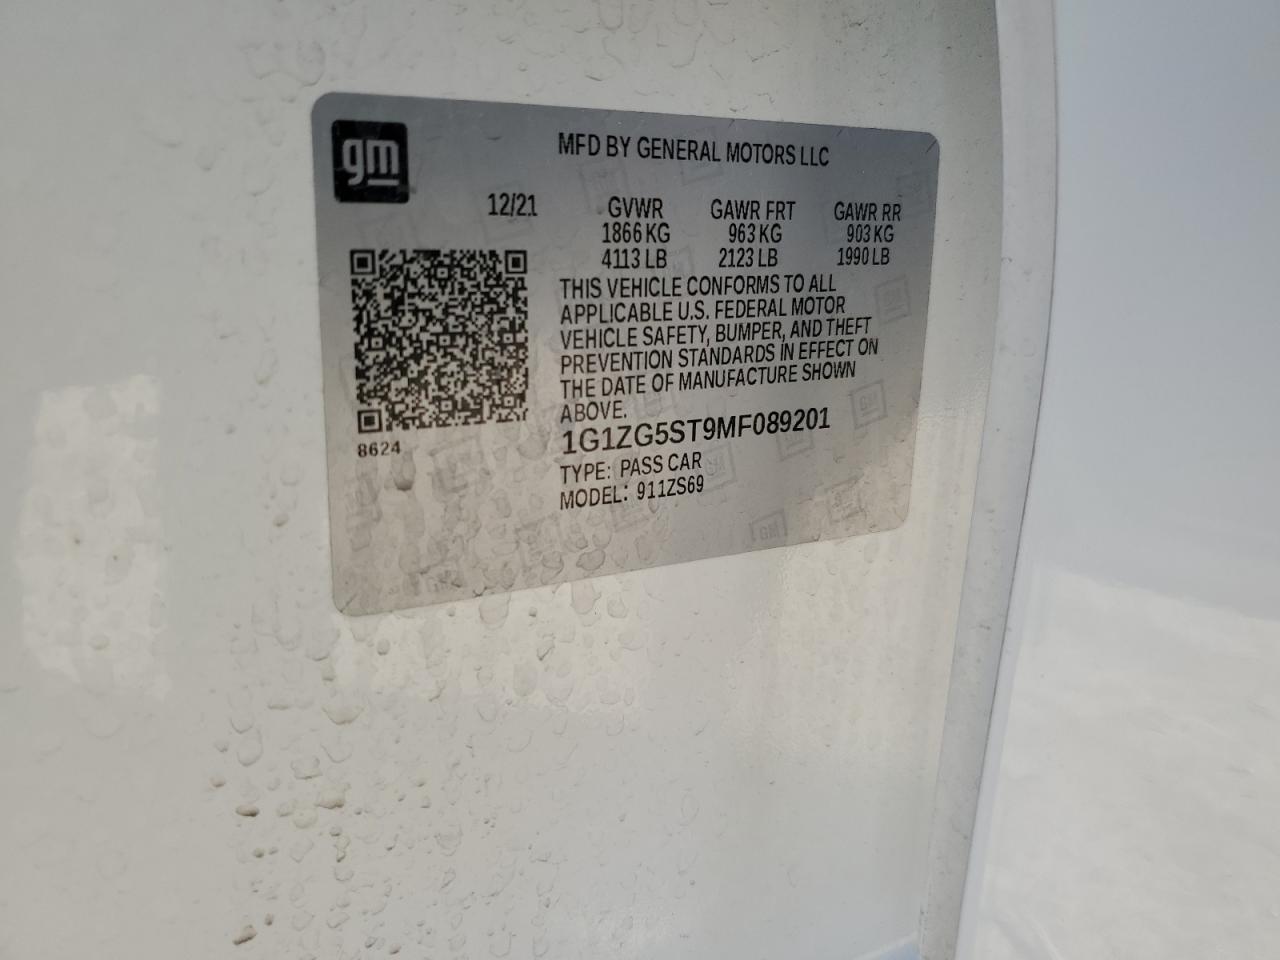 gm
MFD BY GENERAL MOTORS LLC
12/21 GVWR GAWR FRT GAWR RR
1866 KG 963 KG 903 KG
4113 LB 2123 LB 1990 LB
THIS VEHICLE CONFORMS TO ALL
APPLICABLE U.S. FEDERAL MOTOR
VEHICLE SAFETY, BUMPER, AND THEFT
PREVENTION STANDARDS IN EFFECT ON
THE DATE OF MANUFACTURE SHOWN
ABOVE.
8624
1G1ZG5ST9MF089201
TYPE: PASS CAR
MODEL: 911ZS69